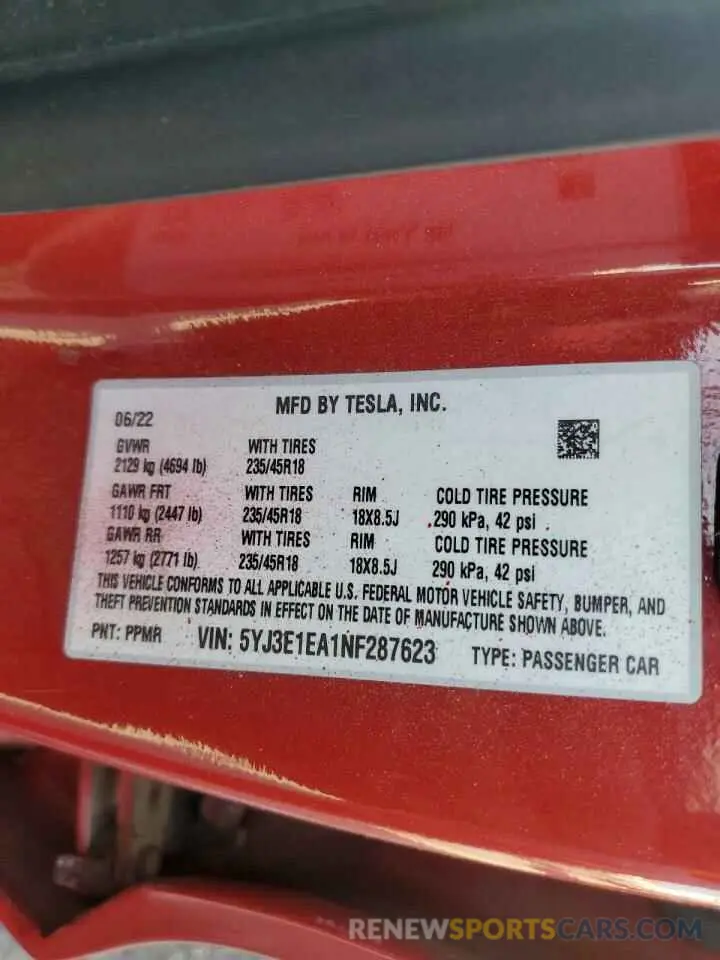 MFD BY TESLA, INC.
06/22
GVWR WITH TIRES
2129 kg (4694 lb) 235/45R18
GAWR FRT WITH TIRES RIM COLD TIRE PRESSURE
1110 kg (2447 lb) 235/45R18 18X8.5J 290 kPa, 42 psi
GAWR RR WITH TIRES RIM COLD TIRE PRESSURE
1257 kg (2771 lb) 235/45R18 18X8.5J 290 kPa, 42 psi
THIS VEHICLE CONFORMS TO ALL APPLICABLE U.S. FEDERAL MOTOR VEHICLE SAFETY, BUMPER, AND
THEFT PREVENTION STANDARDS IN EFFECT ON THE DATE OF MANUFACTURE SHOWN ABOVE.
PNT: PPMR VIN: 5YJ3E1EA1NF287623 TYPE: PASSENGER CAR
RENEWSPORTSCARS.COM